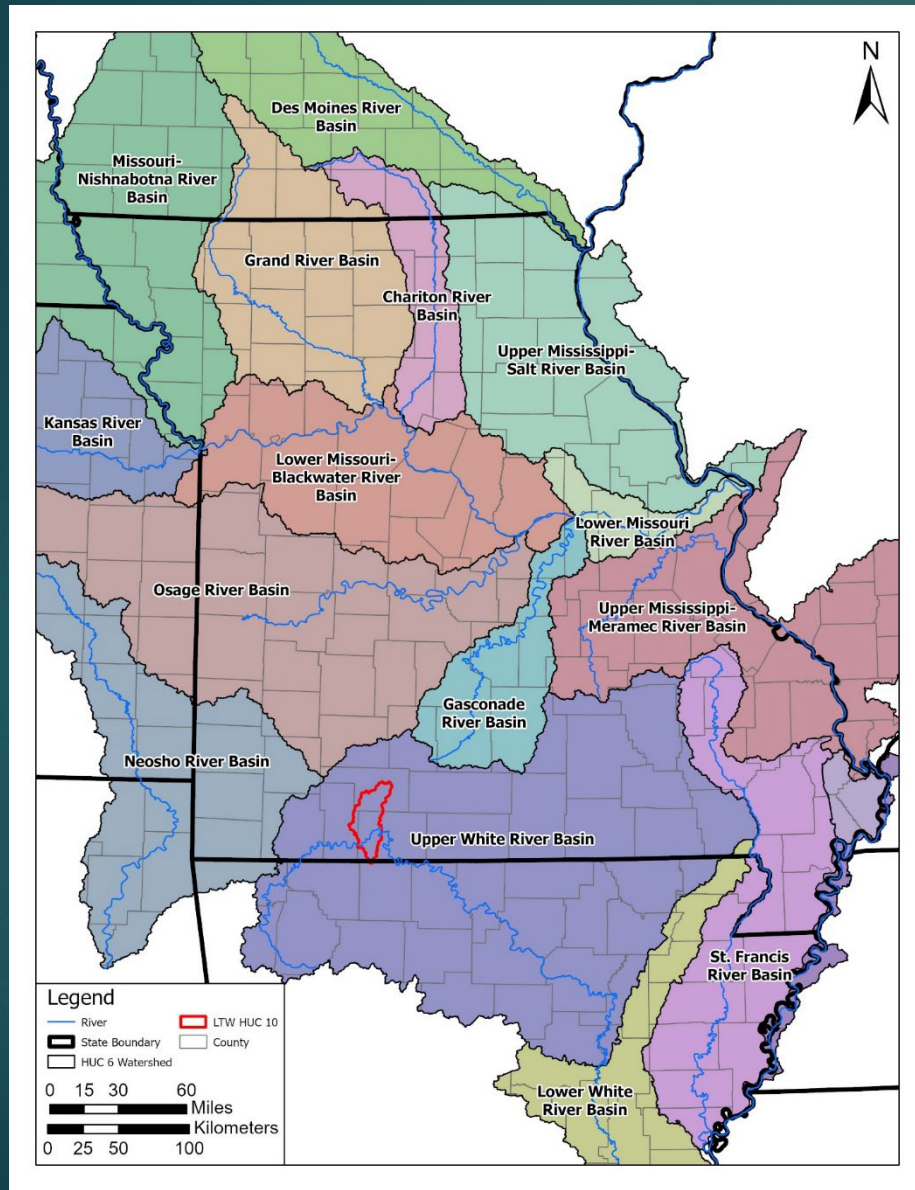 N
Des Moines River
Basin
Missouri-
Nishnabotna River
Basin
Grand River Basin
Chariton River
Basin
Upper Mississippi-
Salt River Basin
Kansas River
Basin
Lower Missouri-
Blackwater River
Basin
Lower Missouri
River Basin
Osage River Basin
Upper Mississippi-
Meramec River Basin
Gasconade
River Basin
Neosho River Basin
Upper White River Basin
St. Francis
River Basin
Lower White
River Basin
Legend
River
LTW HUC 10
State Boundary
County
HUC 6 Watershed
0 15 30 60
Miles
Kilometers
0 25 50 100